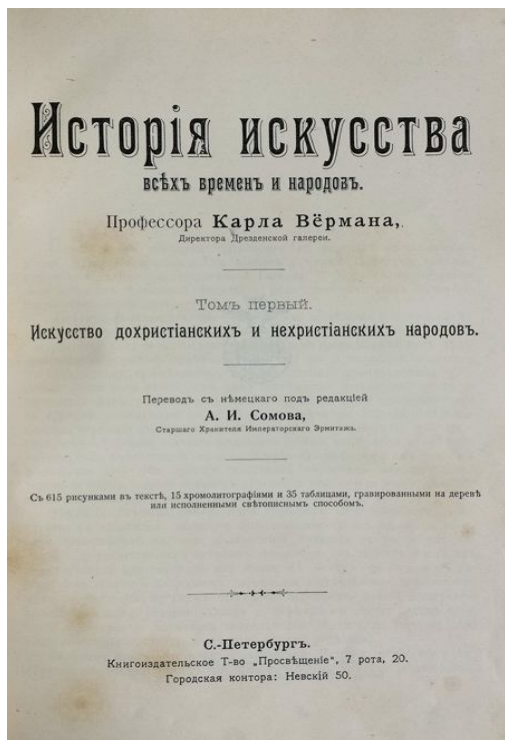 Исторія искусства
всѣхъ временъ и народовъ.
Профессора Карла Вёрмана,
Директора Дрезденской галереи.
Томъ первый.
Искусство дохристіанскихъ и нехристіанскихъ народовъ.
Переводъ съ нѣмецкаго подъ редакціей
А. И. Сомова,
Старшаго Хранителя Императорскаго Эрмитажа.
Съ 615 рисунками въ текстѣ, 15 хромолитографіями и 35 таблицами, гравированными на деревѣ
или исполненными свѣтописнымъ способомъ.
С.-Петербургъ.
Книгоиздательское Т-во „Просвѣщеніе“, 7 рота, 20.
Городская контора: Невскій 50.